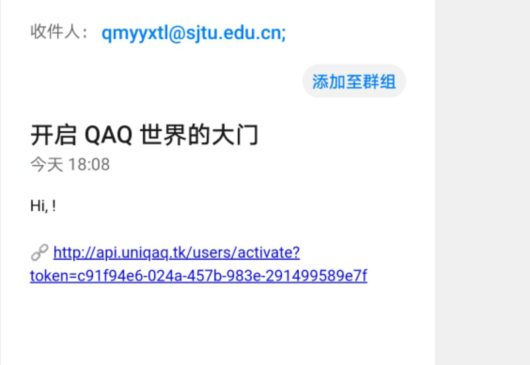 收件人： qmyyxtl@sjtu.edu.cn;
添加至群组
开启 QAQ 世界的大门
今天 18:08
Hi, !
http://api.uniqaq.tk/users/activate?
token=c91f94e6-024a-457b-983e-291499589e7f